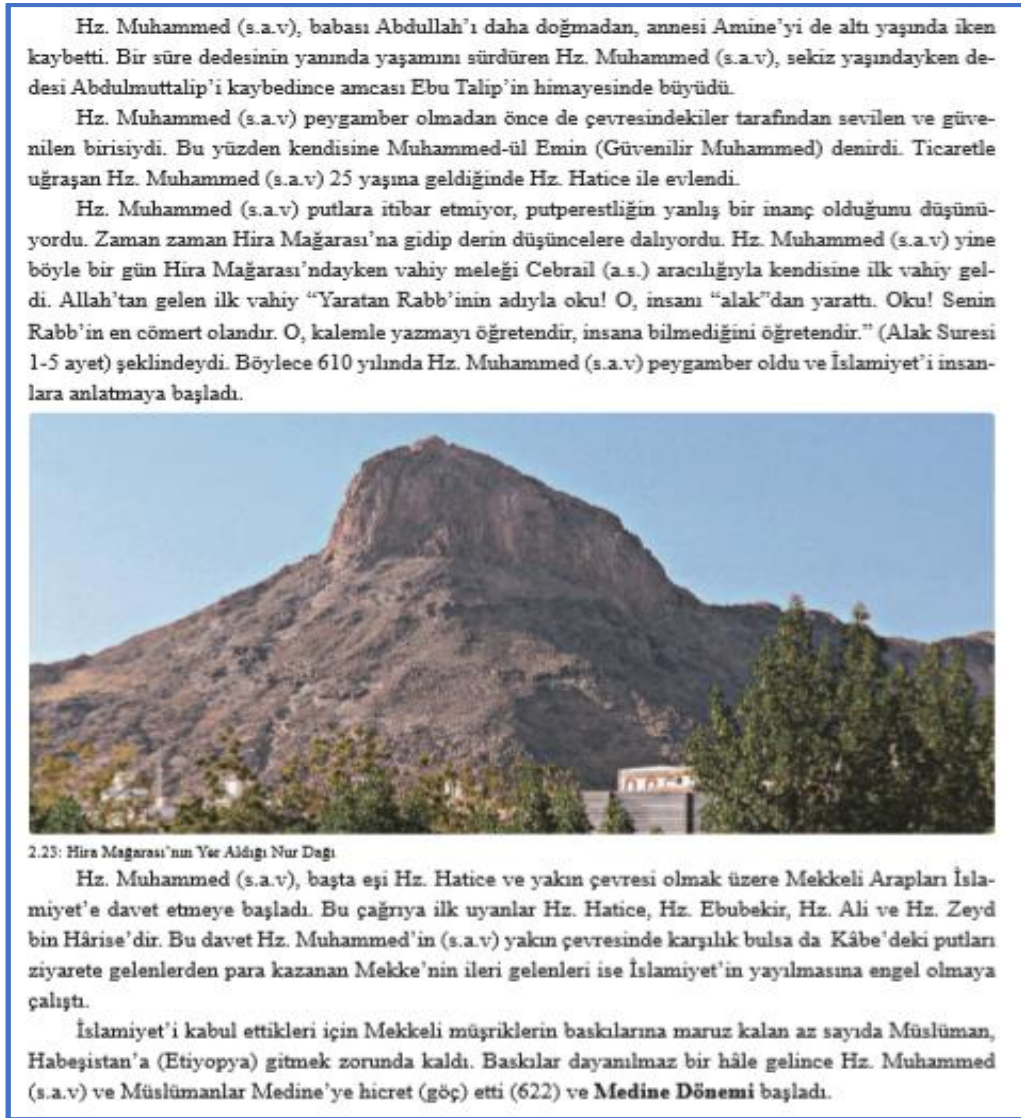 Hz. Muhammed (s.a.v), babası Abdullah’ı daha doğmadan, annesi Amine’yi de altı yaşında iken
kaybetti. Bir süre dedesinin yanında yaşamını sürdüren Hz. Muhammed (s.a.v), sekiz yaşındayken de-
desi Abdulmuttalip’i kaybedince amcası Ebu Talip’in himayesinde büyüdü.
Hz. Muhammed (s.a.v) peygamber olmadan önce de çevresindekiler tarafından sevilen ve güve-
nilen birisiydi. Bu yüzden kendisine Muhammed-ül Emin (Güvenilir Muhammed) denirdi. Ticaretle
uğraşan Hz. Muhammed (s.a.v) 25 yaşına geldiğinde Hz. Hatice ile evlendi.
Hz. Muhammed (s.a.v) putlara itibar etmiyor, putperestliğin yanlış bir inanç olduğunu düşünü-
yordu. Zaman zaman Hira Mağarası’na gidip derin düşüncelere dalıyordu. Hz. Muhammed (s.a.v) yine
böyle bir gün Hira Mağarası’ndayken vahiy meleği Cebrail (a.s.) aracılığıyla kendisine ilk vahiy gel-
di. Allah’tan gelen ilk vahiy “Yaratan Rabb’inin adıyla oku! O, insanı “alak”dan yarattı. Oku! Senin
Rabb’in en cömert olandır. O, kalemle yazmayı öğretendir, insana bilmediğini öğretendir.” (Alak Suresi
1-5 ayet) şeklindeydi. Böylece 610 yılında Hz. Muhammed (s.a.v) peygamber oldu ve İslamiyet’i insan-
lara anlatmaya başladı.
2.23: Hira Mağarası’nın Yer Aldığı Nur Dağı
Hz. Muhammed (s.a.v), başta eşi Hz. Hatice ve yakın çevresi olmak üzere Mekkeli Arapları İsla-
miyet’e davet etmeye başladı. Bu çağrıya ilk uyanlar Hz. Hatice, Hz. Ebubekir, Hz. Ali ve Hz. Zeyd
bin Hârise’dir. Bu davet Hz. Muhammed’in (s.a.v) yakın çevresinde karşılık bulsa da Kâbe’deki putları
ziyarete gelenlerden para kazanan Mekke’nin ileri gelenleri ise İslamiyet’in yayılmasına engel olmaya
çalıştı.
İslamiyet’i kabul ettikleri için Mekkeli müşriklerin baskılarına maruz kalan az sayıda Müslüman,
Habeşistan’a (Etiyopya) gitmek zorunda kaldı. Baskılar dayanılmaz bir hâle gelince Hz. Muhammed
(s.a.v) ve Müslümanlar Medine’ye hicret (göç) etti (622) ve Medine Dönemi başladı.